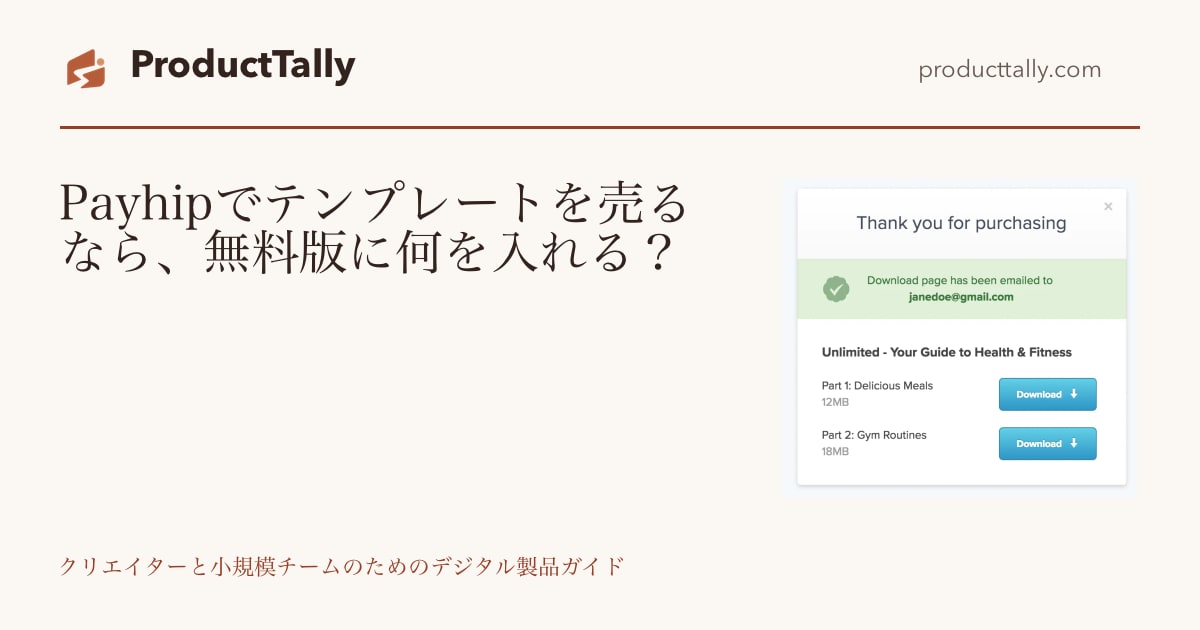 ProductTally
producttally.com
Payhipでテンプレートを売る
なら、無料版に何を入れる？
×
Thank you for purchasing
Download page has been emailed to
janedoe@gmail.com
Unlimited - Your Guide to Health & Fitness
Part 1: Delicious Meals
12MB
Download
Part 2: Gym Routines
18MB
Download
クリエイターと小規模チームのためのデジタル製品ガイド